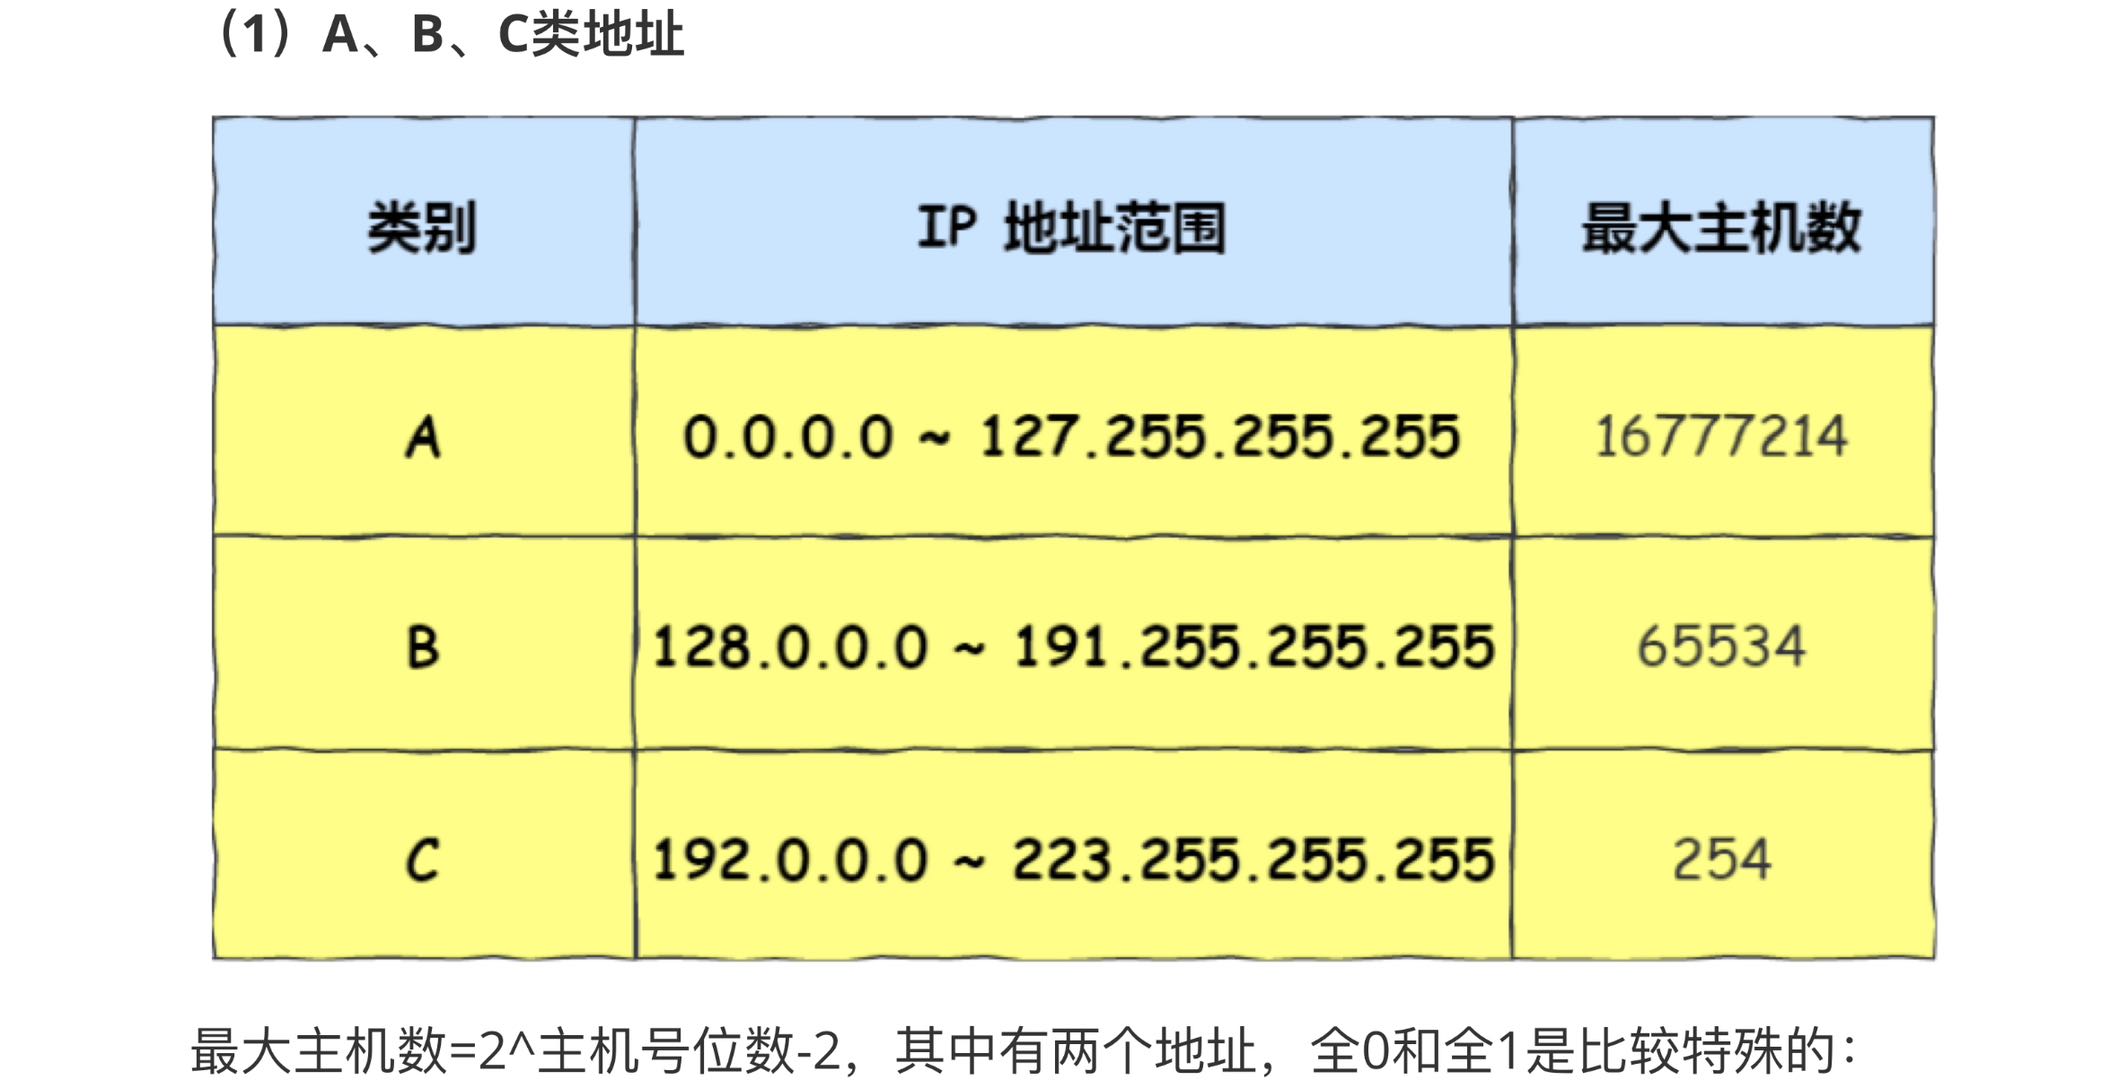 （1）A、B、C类地址
类别 IP 地址范围 最大主机数
A 0.0.0.0 ~ 127.255.255.255 16777214
B 128.0.0.0 ~ 191.255.255.255 65534
C 192.0.0.0 ~ 223.255.255.255 254
最大主机数=2^主机号位数-2，其中有两个地址，全0和全1是比较特殊的：